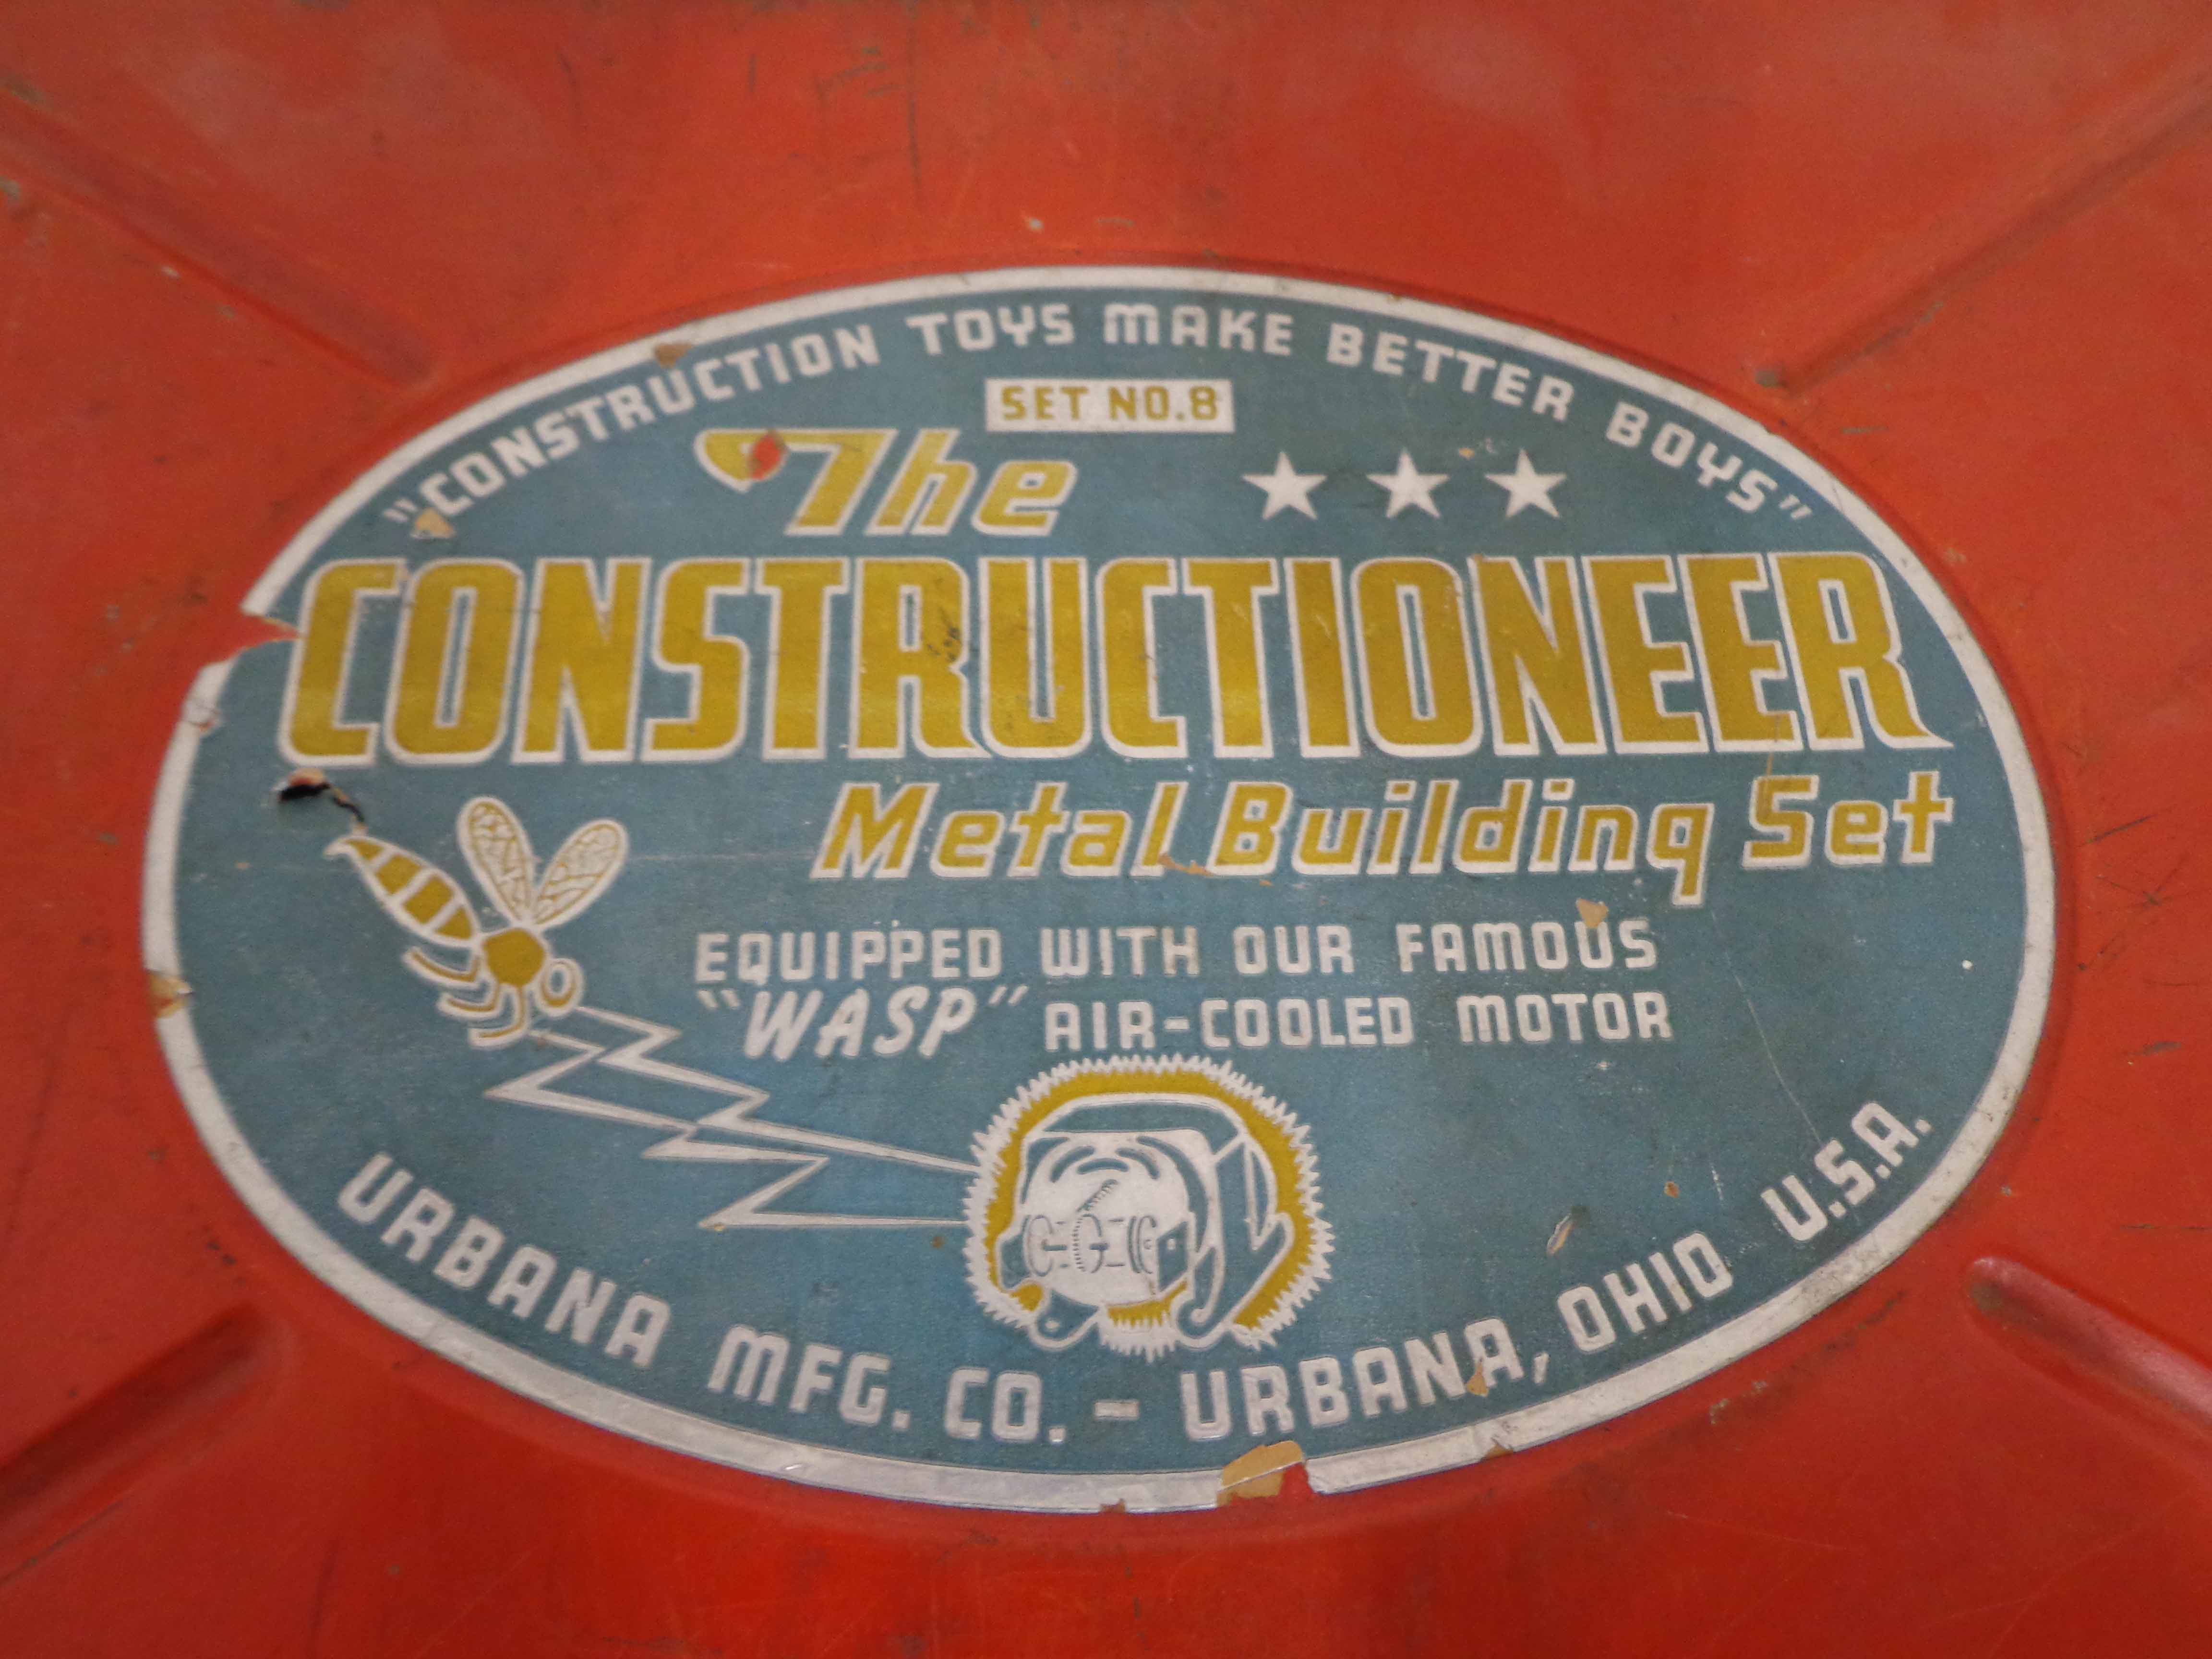 "CONSTRUCTION TOYS MAKE BETTER BOYS"
SET NO.8
The
CONSTRUCTIONEER
Metal Building Set
EQUIPPED WITH OUR FAMOUS
"WASP" AIR-COOLED MOTOR
URBANA MFG. CO. - URBANA, OHIO U.S.A.